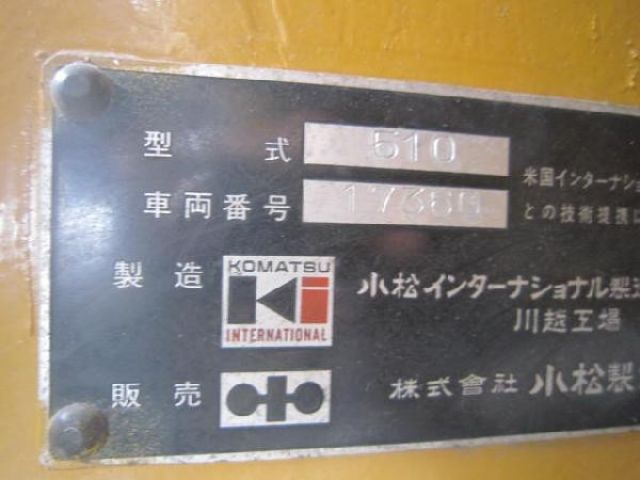 型式 510
米国インターナショ
車両番号
との技術提携
製造 KOMATSU INTERNATIONAL
小松インターナショナル製造
川越工場
販売 株式會社 小松製